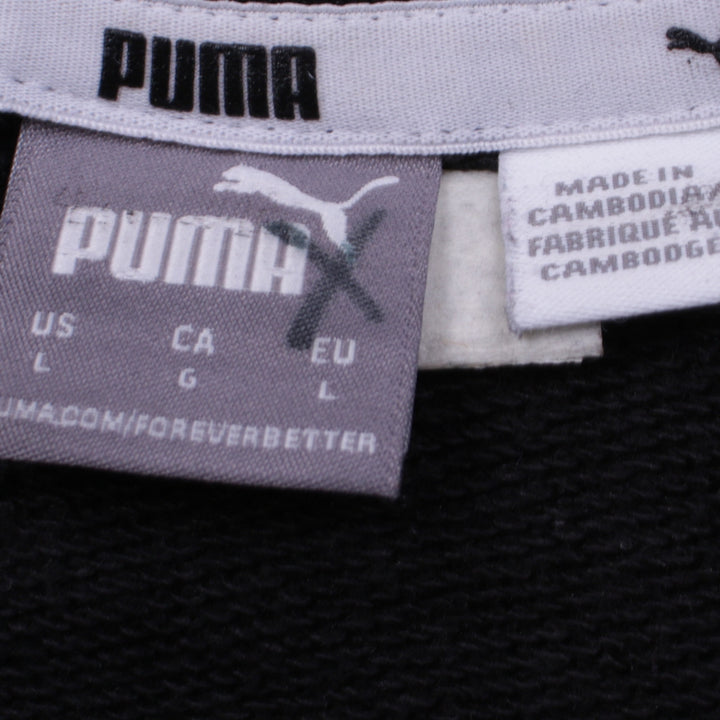 PUMA
PUMA
US CA EU
L G L
UMA.COM/FOREVERBETTER
MADE IN
CAMBODIA
FABRIQUÉ AU
CAMBODGE